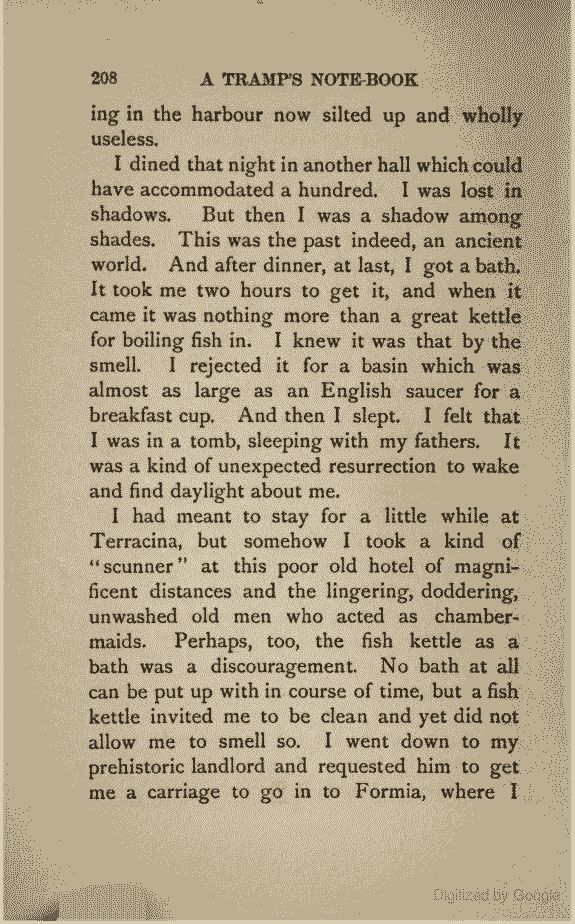 208 A TRAMP'S NOTE-BOOK
ing in the harbour now silted up and wholly
useless.
I dined that night in another hall which could
have accommodated a hundred. I was lost in
shadows. But then I was a shadow among
shades. This was the past indeed, an ancient
world. And after dinner, at last, I got a bath.
It took me two hours to get it, and when it
came it was nothing more than a great kettle
for boiling fish in. I knew it was that by the
smell. I rejected it for a basin which was
almost as large as an English saucer for a
breakfast cup. And then I slept. I felt that
I was in a tomb, sleeping with my fathers. It
was a kind of unexpected resurrection to wake
and find daylight about me.
I had meant to stay for a little while at
Terracina, but somehow I took a kind of
"scunner" at this poor old hotel of magni-
ficent distances and the lingering, doddering,
unwashed old men who acted as chamber-
maids. Perhaps, too, the fish kettle as a
bath was a discouragement. No bath at all
can be put up with in course of time, but a fish
kettle invited me to be clean and yet did not
allow me to smell so. I went down to my
prehistoric landlord and requested him to get
me a carriage to go in to Formia, where I
Digitized by Google